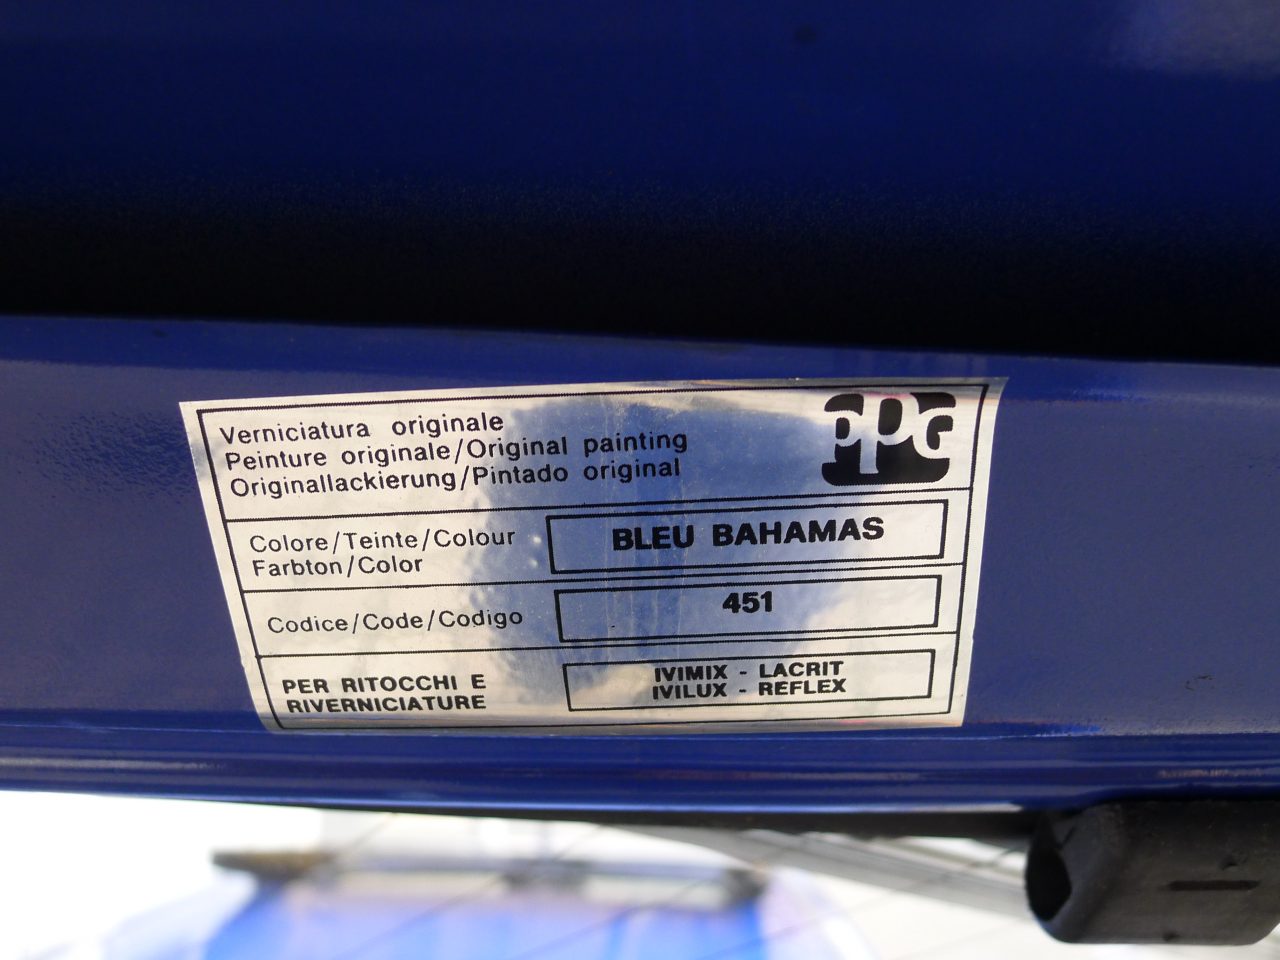 Verniciatura originale
Peinture originale/Original painting
Originallackierung/Pintado original
PPG
Colore/Teinte/Colour
Farbton/Color
BLEU BAHAMAS
Codice/Code/Codigo
451
PER RITOCCHI E
RIVERNICIATURE
IVIMIX - LACRIT
IVILUX - REFLEX